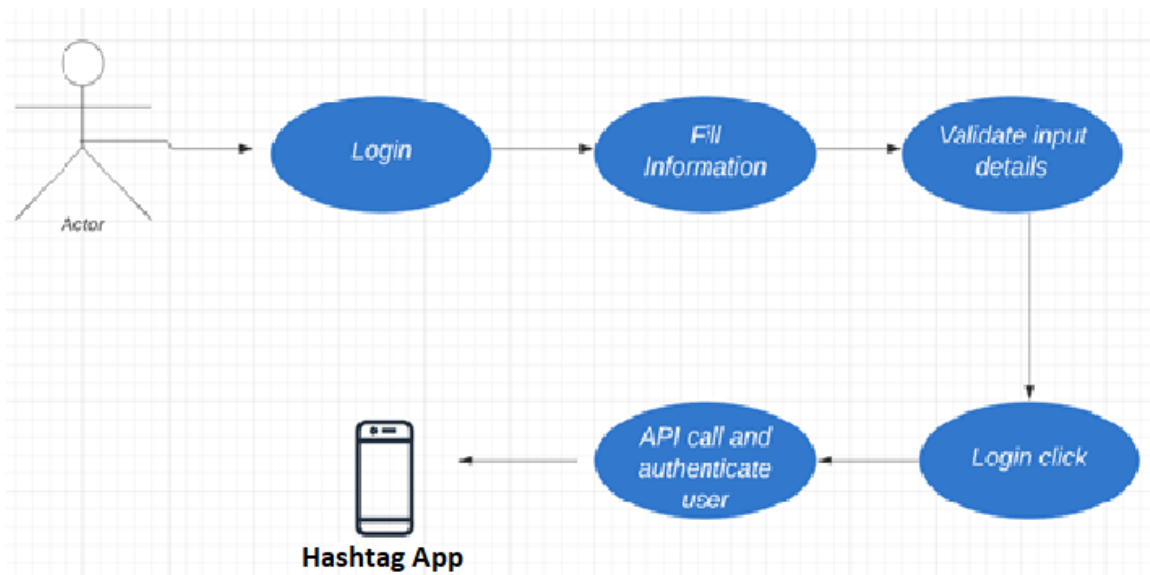 Actor
Login
Fill
Information
Validate input
details
Login click
API call and
authenticate
user
Hashtag App